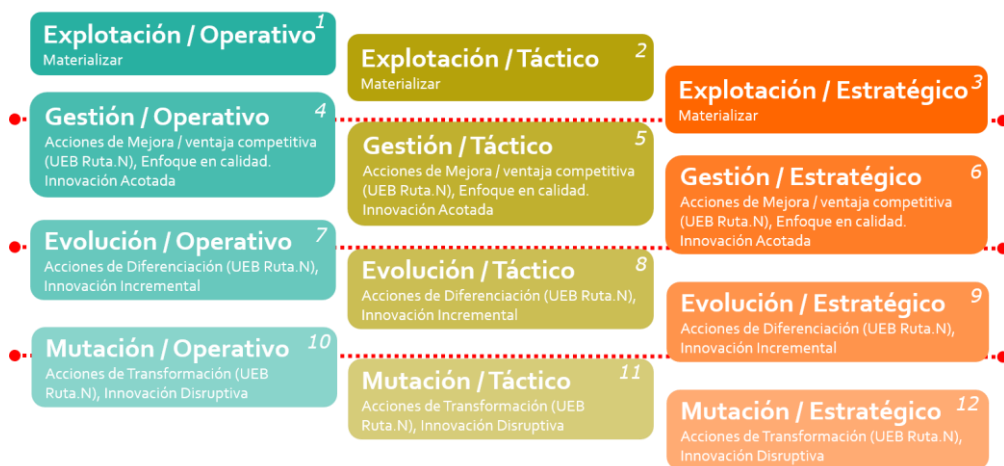 Explotación / Operativo 1
Materializar
Explotación / Táctico 2
Materializar
Explotación / Estratégico 3
Materializar
Gestión / Operativo 4
Acciones de Mejora / ventaja competitiva
(UEB Ruta.N), Enfoque en calidad.
Innovación Acotada
Gestión / Táctico 5
Acciones de Mejora / ventaja competitiva
(UEB Ruta.N), Enfoque en calidad.
Innovación Acotada
Gestión / Estratégico 6
Acciones de Mejora / ventaja competitiva
(UEB Ruta.N), Enfoque en calidad.
Innovación Acotada
Evolución / Operativo 7
Acciones de Diferenciación (UEB Ruta.N),
Innovación Incremental
Evolución / Táctico 8
Acciones de Diferenciación (UEB Ruta.N),
Innovación Incremental
Evolución / Estratégico 9
Acciones de Diferenciación (UEB Ruta.N),
Innovación Incremental
Mutación / Operativo 10
Acciones de Transformación (UEB
Ruta.N), Innovación Disruptiva
Mutación / Táctico 11
Acciones de Transformación (UEB
Ruta.N), Innovación Disruptiva
Mutación / Estratégico 12
Acciones de Transformación (UEB Ruta.N),
Innovación Disruptiva